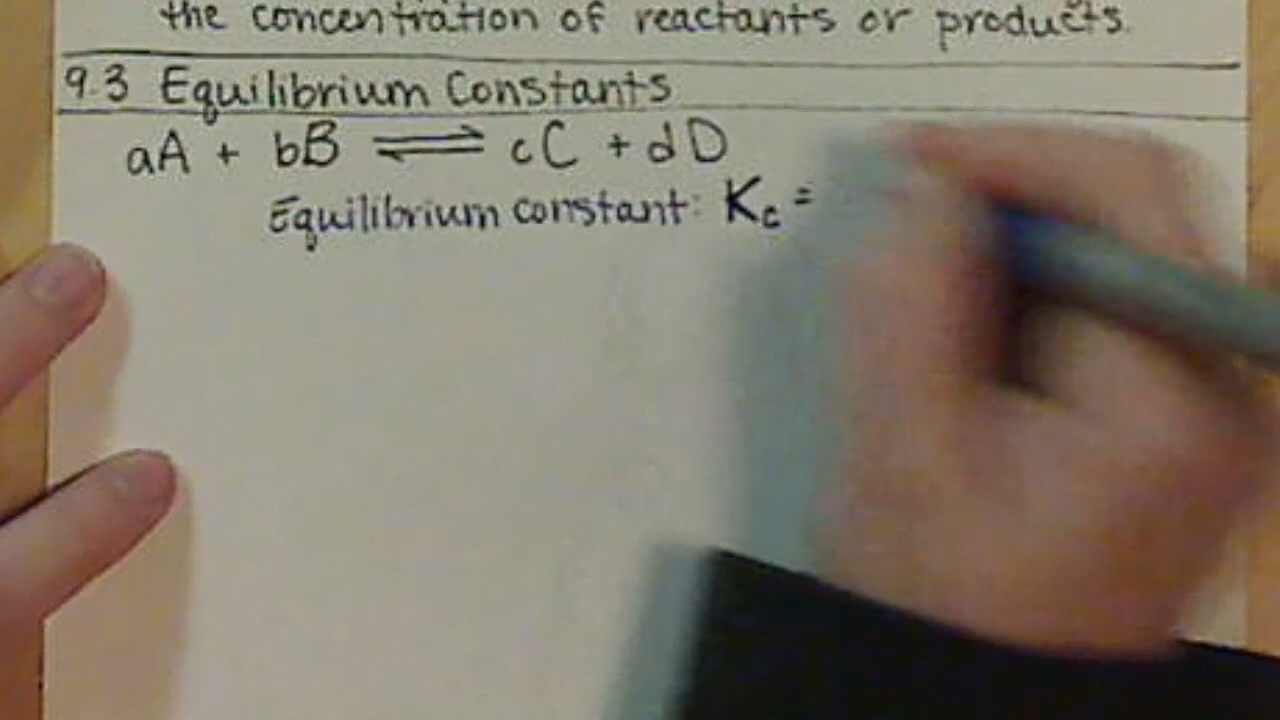 the concentration of reactants or products.
9.3 Equilibrium Constants
aA + bB ⇌ cC + dD
Equilibrium constant: Kc =